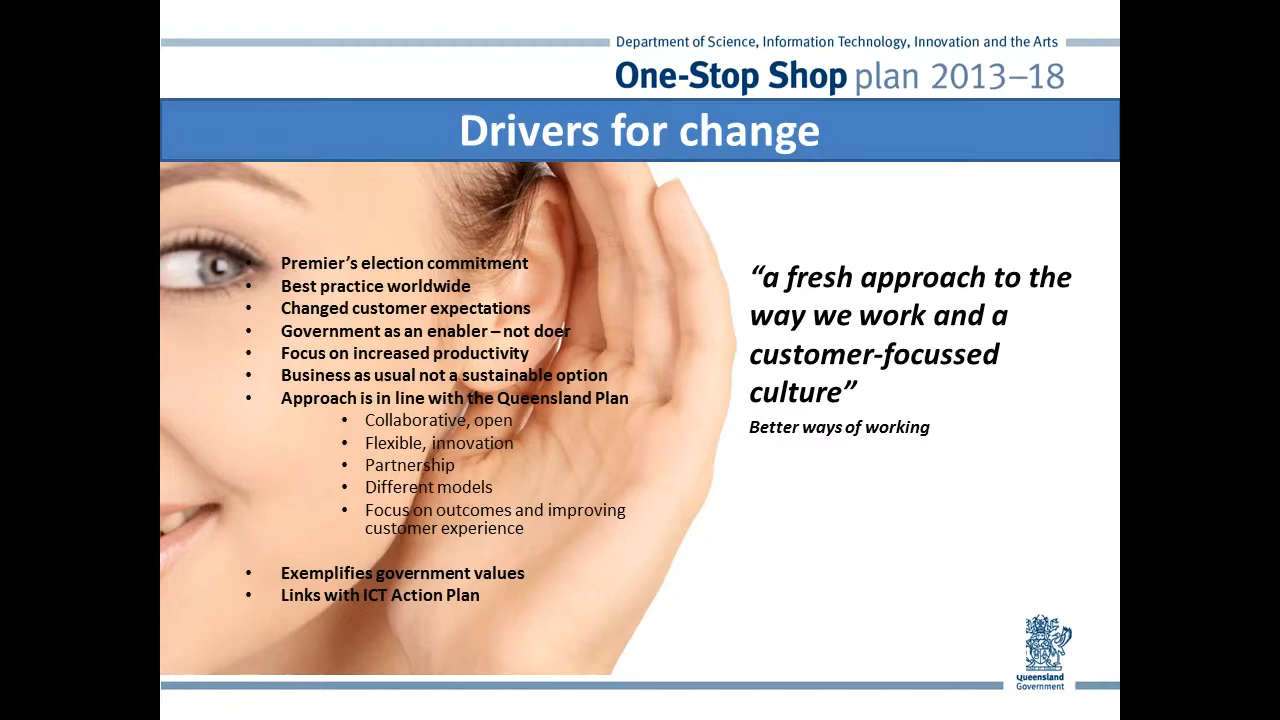 Department of Science, Information Technology, Innovation and the Arts
One-Stop Shop plan 2013–18
Drivers for change
Premier’s election commitment
• Best practice worldwide
• Changed customer expectations
• Government as an enabler – not doer
• Focus on increased productivity
• Business as usual not a sustainable option
• Approach is in line with the Queensland Plan
• Collaborative, open
• Flexible, innovation
• Partnership
• Different models
• Focus on outcomes and improving
customer experience
• Exemplifies government values
• Links with ICT Action Plan
“a fresh approach to the
way we work and a
customer-focussed
culture”
Better ways of working
Queensland
Government